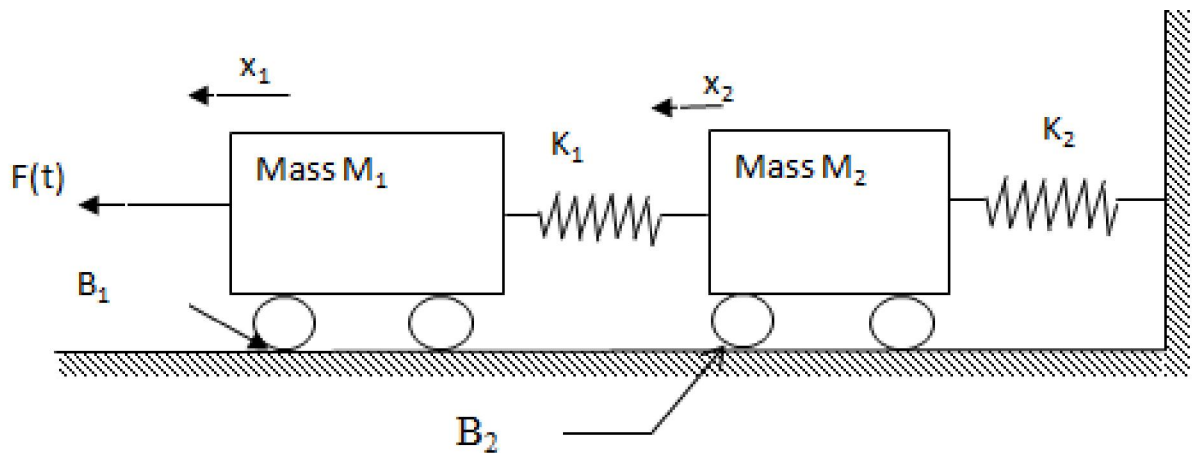 x₁
x₂
K₁
K₂
F(t)
Mass M₁
Mass M₂
B₁
B₂